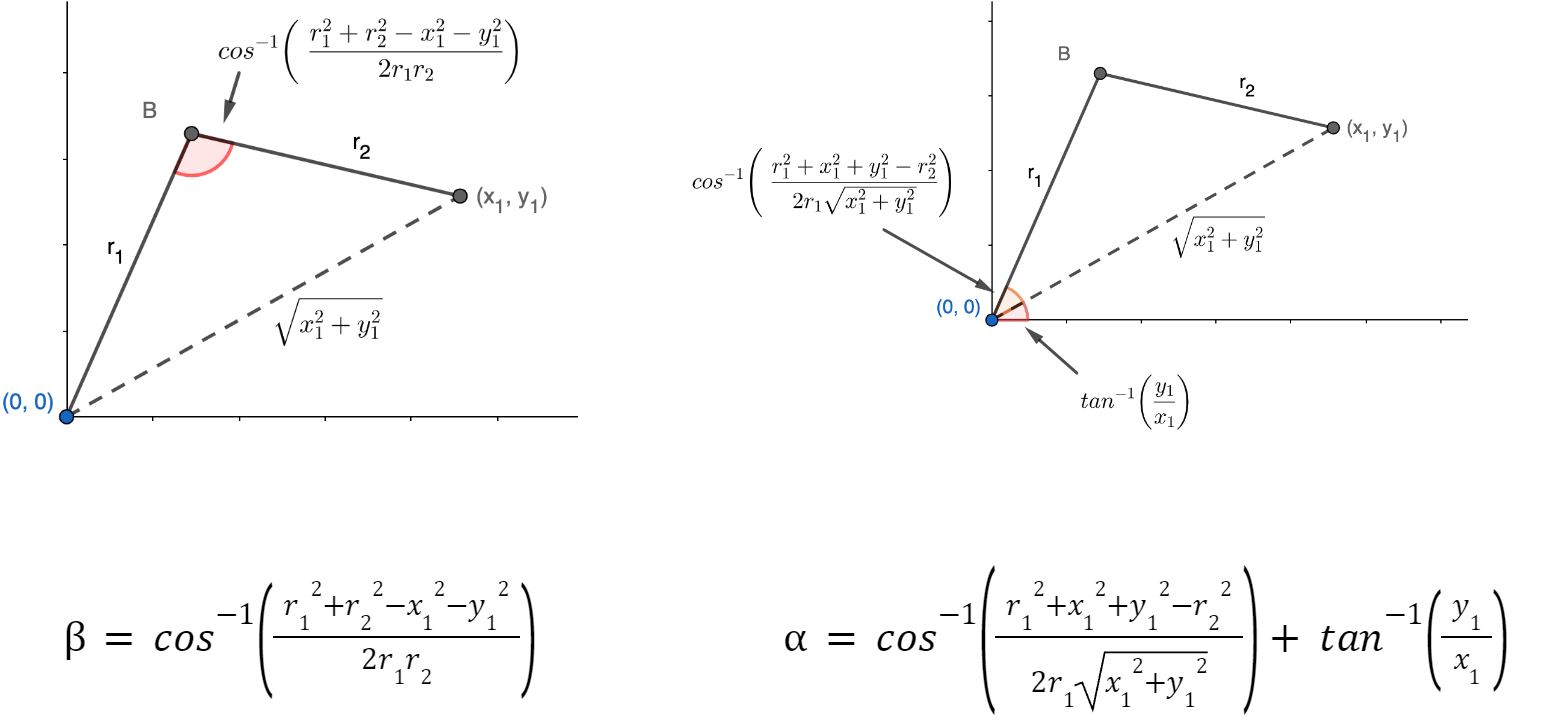 cos⁻¹( (r₁² + r₂² − x₁² − y₁²) / (2r₁r₂) )
B
r₂
(x₁, y₁)
r₁
√(x₁² + y₁²)
(0, 0)
B
r₂
(x₁, y₁)
cos⁻¹( (r₁² + x₁² + y₁² − r₂²) / (2r₁√(x₁² + y₁²)) )
r₁
√(x₁² + y₁²)
(0, 0)
tan⁻¹( y₁ / x₁ )
β = cos⁻¹( (r₁²+r₂²−x₁²−y₁²) / (2r₁r₂) )
α = cos⁻¹( (r₁²+x₁²+y₁²−r₂²) / (2r₁√(x₁²+y₁²)) ) + tan⁻¹( y₁ / x₁ )